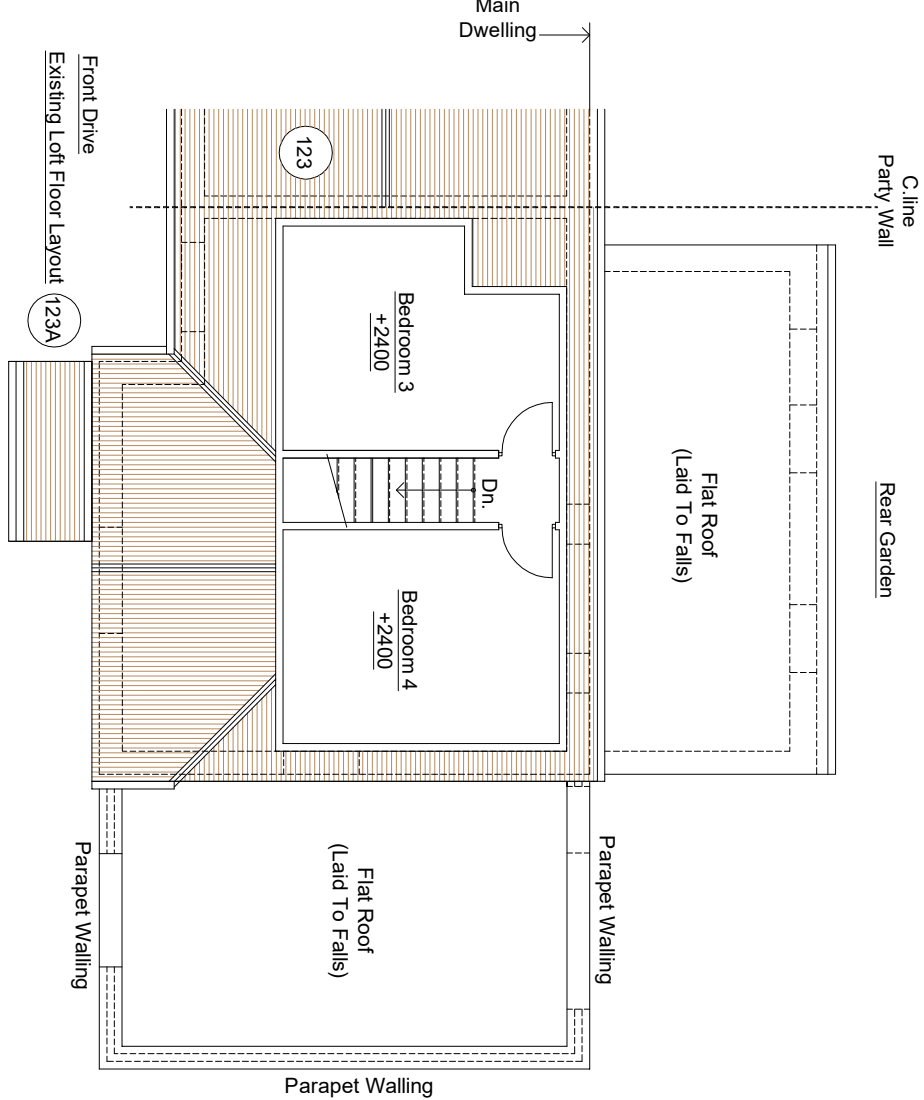 Main
Dwelling
C.line
Party Wall
Rear Garden
Flat Roof
(Laid To Falls)
123
Bedroom 3
+2400
Dn.
Bedroom 4
+2400
Parapet Walling
Flat Roof
(Laid To Falls)
Parapet Walling
Parapet Walling
Front Drive
Existing Loft Floor Layout
123A